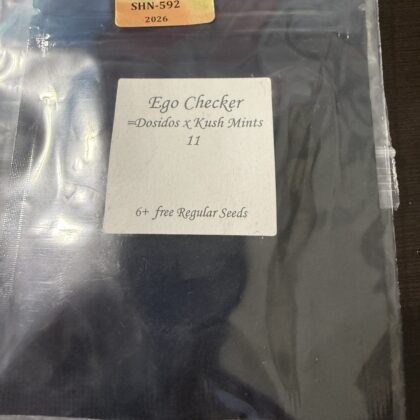 SHN-592
2026
Ego Checker
=Dosidos x Kush Mints
11
6+ free Regular Seeds